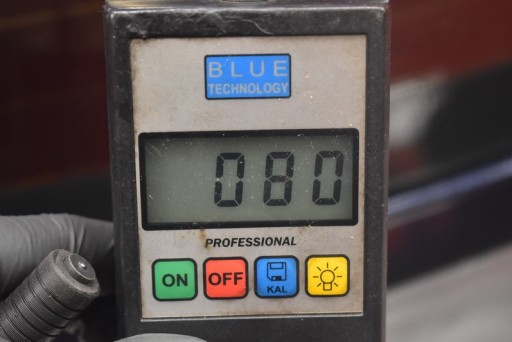 BLUE
TECHNOLOGY
080
PROFESSIONAL
ON OFF KAL